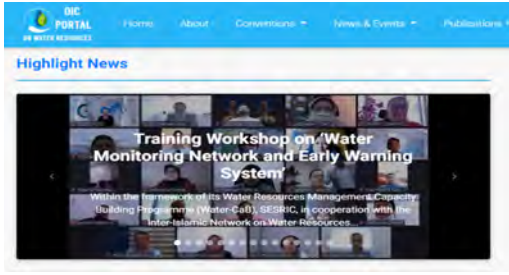 OIC
PORTAL
ON WATER RESOURCES
Home About Conventions News & Events Publications
Highlight News
Training Workshop on 'Water
Monitoring Network and Early Warning
System'
Within the framework of its Water Resources Management Capacity
Building Programme (Water-CaB), SESRIC, in cooperation with the
Inter-Islamic Network on Water Resources...